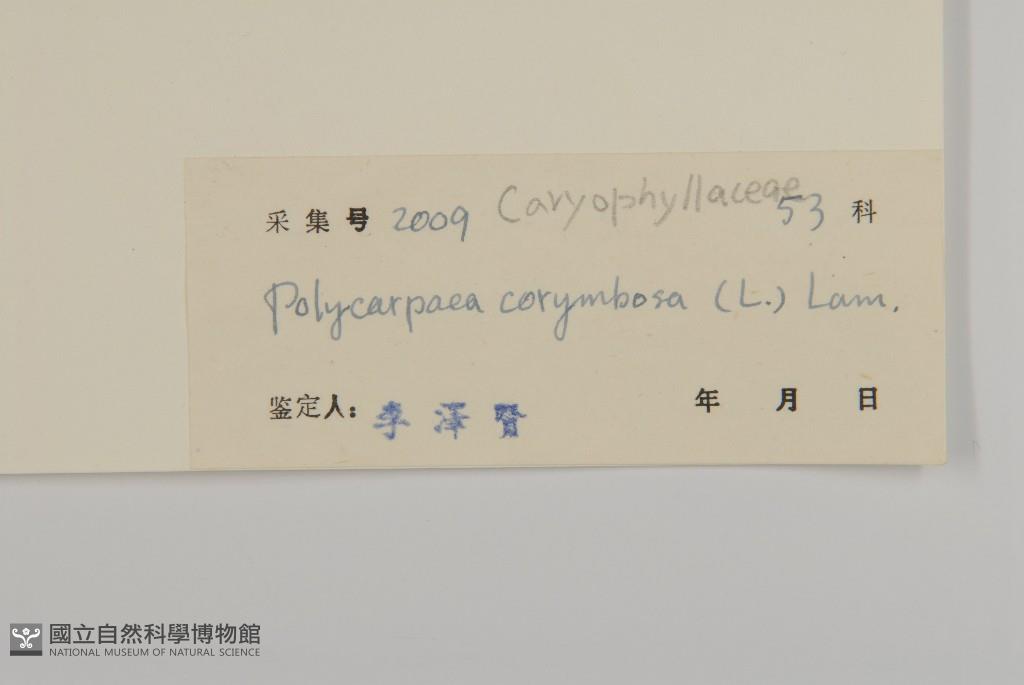 采集号 2009 Caryophyllaceae 53 科
Polycarpaea corymbosa (L.) Lam.
鉴定人: 李泽賢 年 月 日
國立自然科學博物館
NATIONAL MUSEUM OF NATURAL SCIENCE